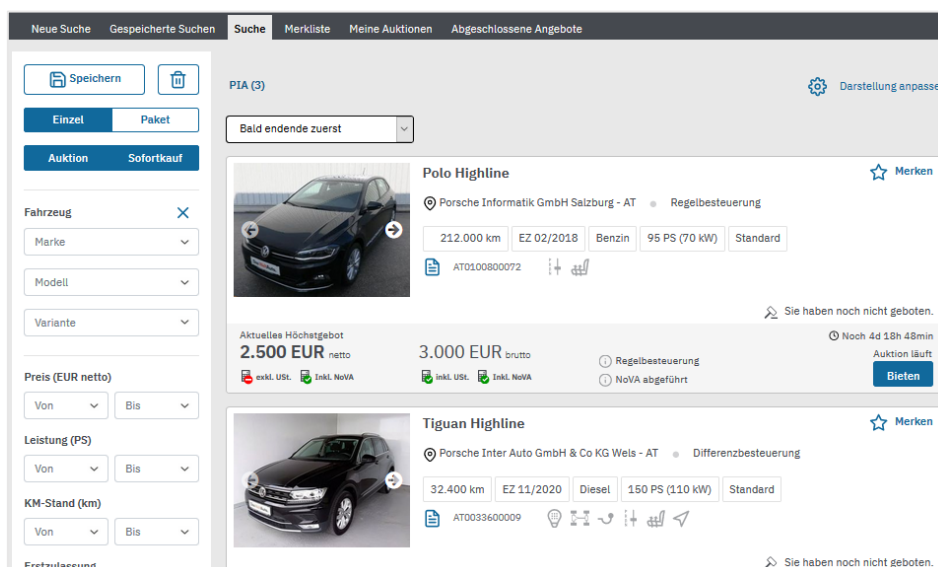 Neue Suche Gespeicherte Suchen Suche Merkliste Meine Auktionen Abgeschlossene Angebote
Speichern
Einzel Paket
Auktion Sofortkauf
Fahrzeug
Marke
Modell
Variante
Preis (EUR netto)
Von Bis
Leistung (PS)
Von Bis
KM-Stand (km)
Von Bis
Erstzulassung
PIA (3)
Darstellung anpasse
Bald endende zuerst
Polo Highline
Merken
Porsche Informatik GmbH Salzburg - AT Regelbesteuerung
212.000 km EZ 02/2018 Benzin 95 PS (70 kW) Standard
AT0100800072
Sie haben noch nicht geboten.
Aktuelles Höchstgebot
2.500 EUR netto
exkl. USt. Inkl. NoVA
3.000 EUR brutto
inkl. USt. Inkl. NoVA
Regelbesteuerung
NoVA abgeführt
Noch 4d 18h 48min
Auktion läuft
Bieten
Tiguan Highline
Merken
Porsche Inter Auto GmbH & Co KG Wels - AT Differenzbesteuerung
32.400 km EZ 11/2020 Diesel 150 PS (110 kW) Standard
AT0033600009
Sie haben noch nicht geboten.